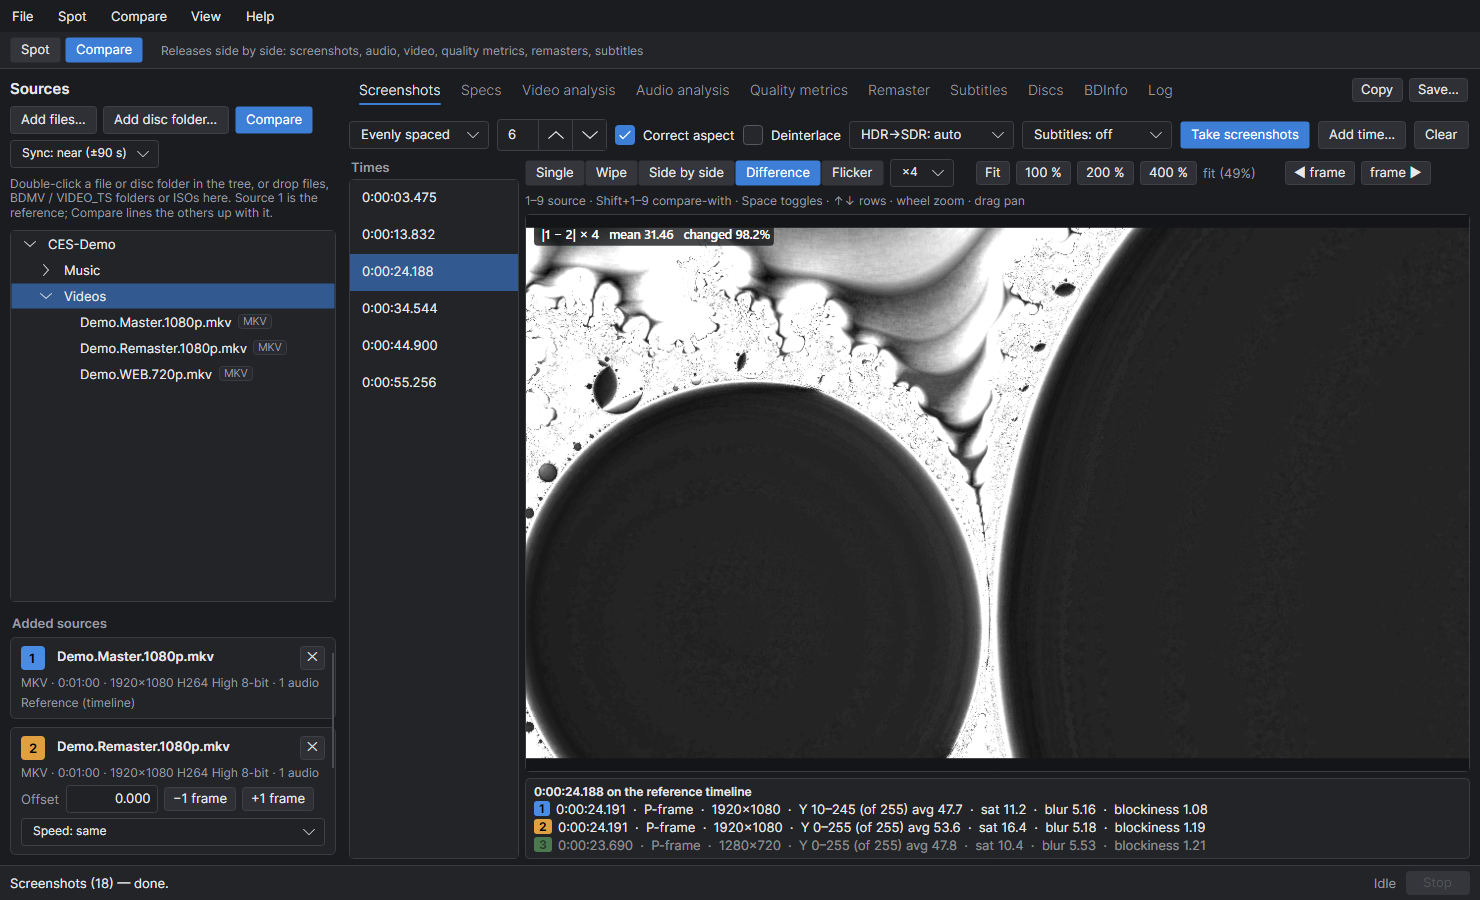 File Spot Compare View Help
Spot Compare Releases side by side: screenshots, audio, video, quality metrics, remasters, subtitles
Sources
Add files... Add disc folder... Compare
Sync: near (±90 s)
Double-click a file or disc folder in the tree, or drop files,
BDMV / VIDEO_TS folders or ISOs here. Source 1 is the
reference; Compare lines the others up with it.
CES-Demo
Music
Videos
Demo.Master.1080p.mkv MKV
Demo.Remaster.1080p.mkv MKV
Demo.WEB.720p.mkv MKV
Added sources
1 Demo.Master.1080p.mkv
MKV · 0:01:00 · 1920×1080 H264 High 8-bit · 1 audio
Reference (timeline)
2 Demo.Remaster.1080p.mkv
MKV · 0:01:00 · 1920×1080 H264 High 8-bit · 1 audio
Offset 0.000 −1 frame +1 frame
Speed: same
Screenshots Specs Video analysis Audio analysis Quality metrics Remaster Subtitles Discs BDInfo Log Copy Save...
Evenly spaced 6 Correct aspect Deinterlace HDR→SDR: auto Subtitles: off Take screenshots Add time... Clear
Times
0:00:03.475
0:00:13.832
0:00:24.188
0:00:34.544
0:00:44.900
0:00:55.256
Single Wipe Side by side Difference Flicker ×4 Fit 100 % 200 % 400 % fit (49%) ◀ frame frame ▶
1–9 source · Shift+1–9 compare-with · Space toggles · ↑↓ rows · wheel zoom · drag pan
|1 − 2| × 4 mean 31.46 changed 98.2%
0:00:24.188 on the reference timeline
1 0:00:24.191 · P-frame · 1920×1080 · Y 10–245 (of 255) avg 47.7 · sat 11.2 · blur 5.16 · blockiness 1.08
2 0:00:24.191 · P-frame · 1920×1080 · Y 0–255 (of 255) avg 53.6 · sat 16.4 · blur 5.18 · blockiness 1.19
3 0:00:23.690 · P-frame · 1280×720 · Y 0–255 (of 255) avg 47.8 · sat 10.4 · blur 5.53 · blockiness 1.21
Screenshots (18) — done. Idle Stop